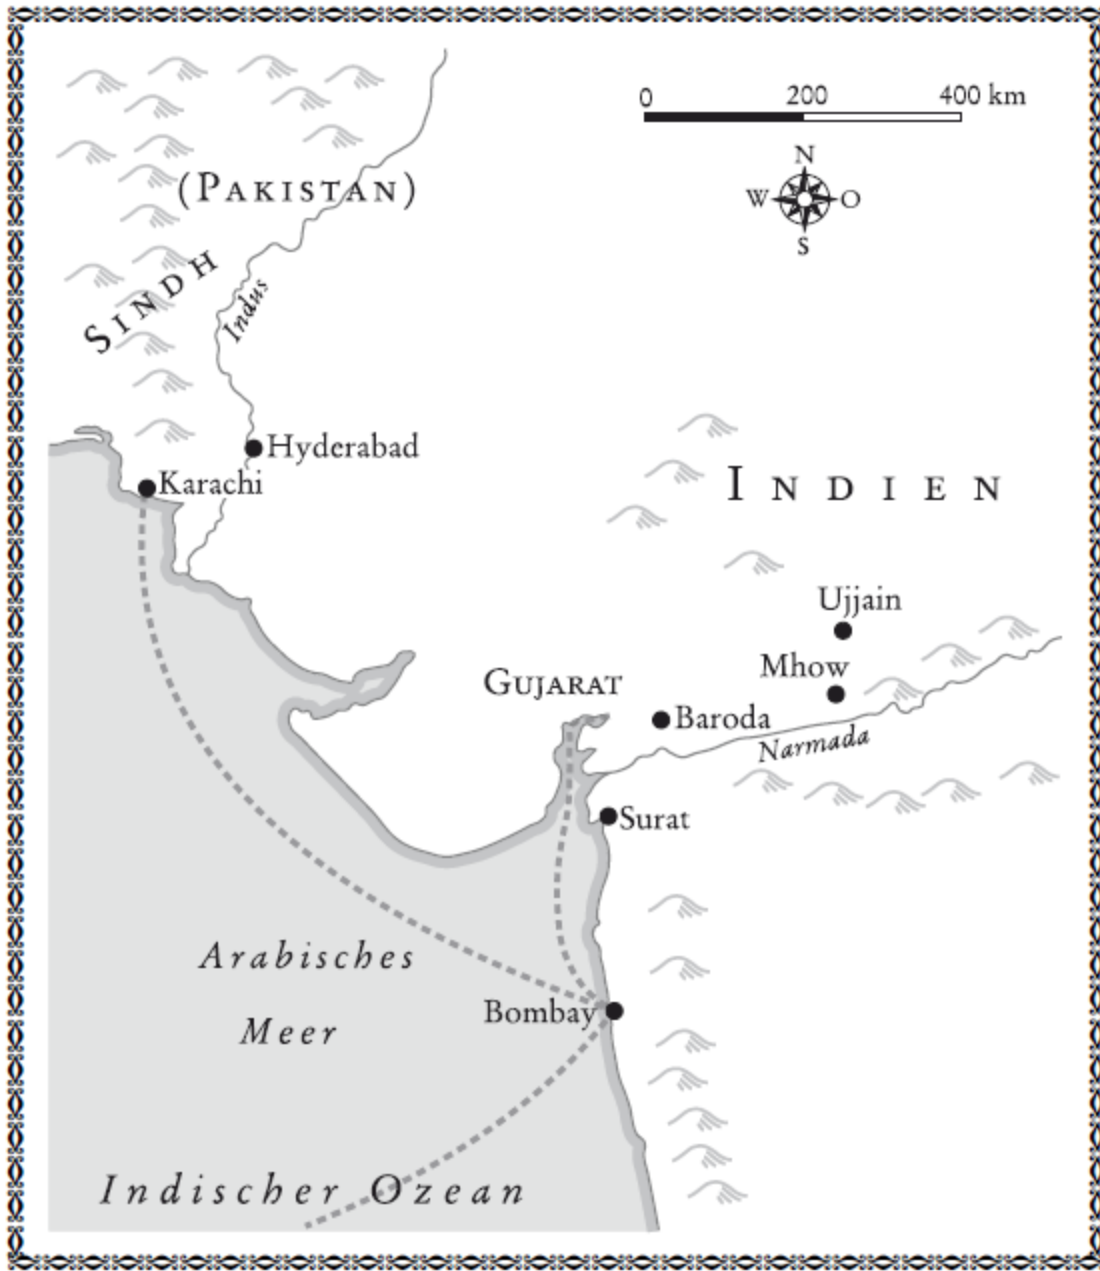 0 200 400 km
N
W O
S
(PAKISTAN)
SINDH
Indus
Hyderabad
Karachi
INDIEN
Ujjain
Mhow
GUJARAT
Baroda
Narmada
Surat
Arabisches
Meer
Bombay
Indischer Ozean